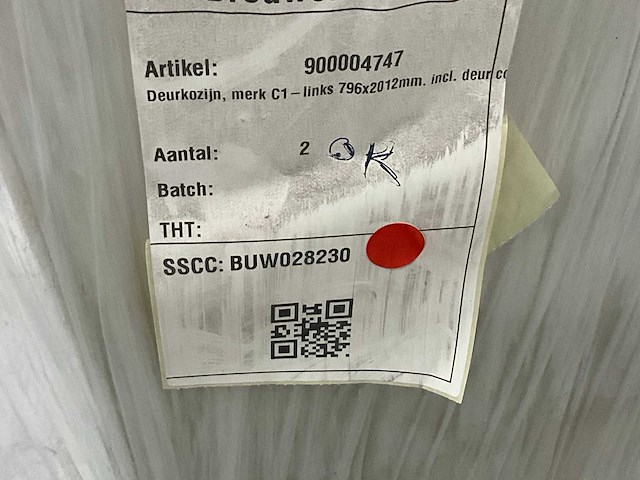 Artikel: 900004747
Deurkozijn, merk C1 – links 796x2012mm. incl. deur
Aantal: 2 OK
Batch:
THT:
SSCC: BUW028230